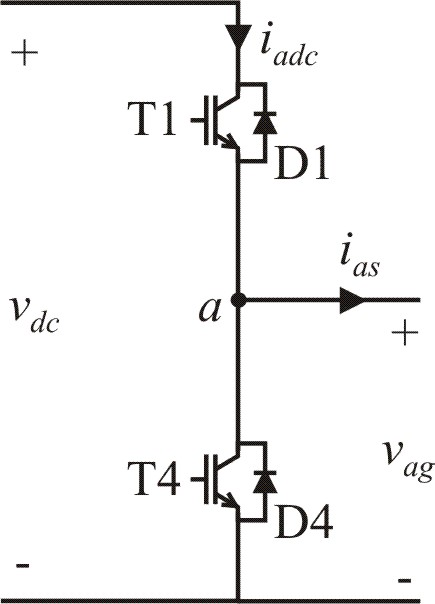 +
i_adc
T1
D1
i_as
a
v_dc
+
T4
v_ag
D4
-
-